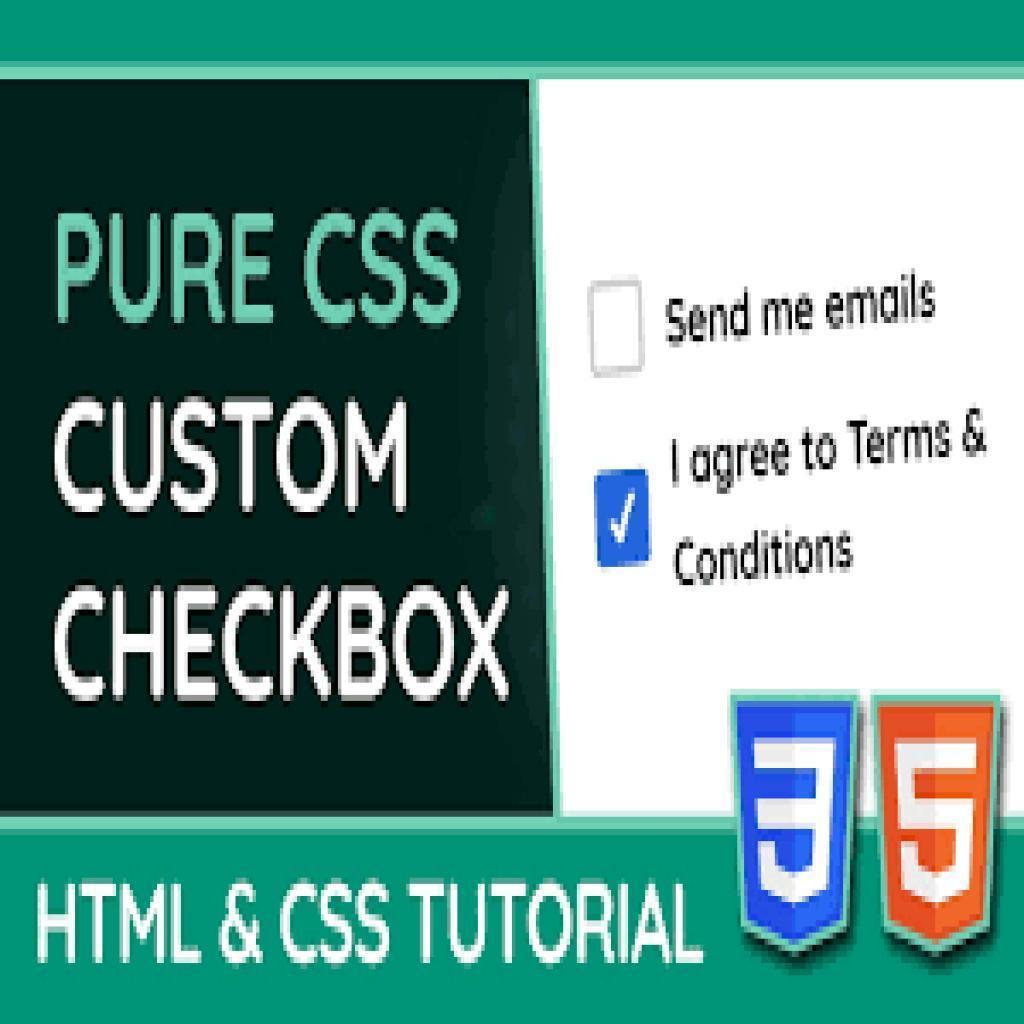 PURE CSS
CUSTOM
CHECKBOX
Send me emails
I agree to Terms &
Conditions
HTML & CSS TUTORIAL
3
5